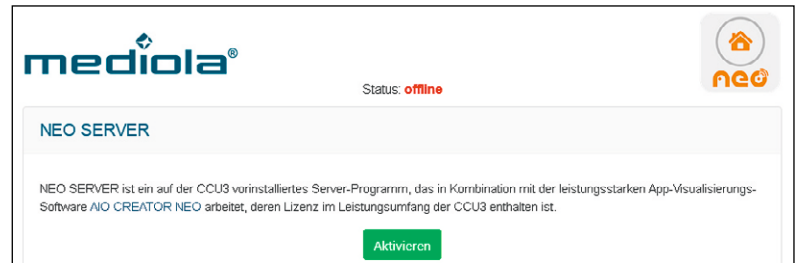 mediola®
neo
Status: offline
NEO SERVER
NEO SERVER ist ein auf der CCU3 vorinstalliertes Server-Programm, das in Kombination mit der leistungsstarken App-Visualisierungs-
Software AIO CREATOR NEO arbeitet, deren Lizenz im Leistungsumfang der CCU3 enthalten ist.
Aktivieren